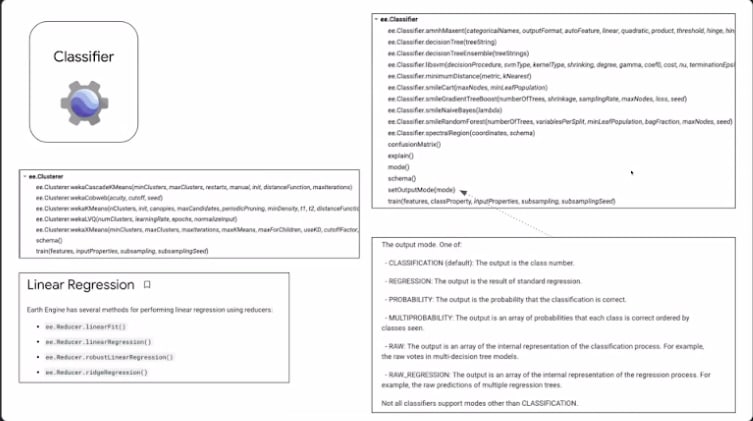 Classifier
ee.Clusterer
ee.Clusterer.wekaCascadeKMeans(minClusters, maxClusters, restarts, manual, init, distanceFunction, maxIterations)
ee.Clusterer.wekaCobweb(acuity, cutoff, seed)
ee.Clusterer.wekaKMeans(nClusters, init, canopies, maxCandidates, periodicPruning, minDensity, t1, t2, distanceFuncti
ee.Clusterer.wekaLVQ(numClusters, learningRate, epochs, normalizeInput)
ee.Clusterer.wekaXMeans(minClusters, maxClusters, maxIterations, maxKMeans, maxForChildren, useKD, cutoffFactor,
schema()
train(features, inputProperties, subsampling, subsamplingSeed)
Linear Regression
Earth Engine has several methods for performing linear regression using reducers:
• ee.Reducer.linearFit()
• ee.Reducer.linearRegression()
• ee.Reducer.robustLinearRegression()
• ee.Reducer.ridgeRegression()
ee.Classifier
ee.Classifier.amnhMaxent(categoricalNames, outputFormat, autoFeature, linear, quadratic, product, threshold, hinge, hin
ee.Classifier.decisionTree(treeString)
ee.Classifier.decisionTreeEnsemble(treeStrings)
ee.Classifier.libsvm(decisionProcedure, svmType, kernelType, shrinking, degree, gamma, coef0, cost, nu, terminationEpsi
ee.Classifier.minimumDistance(metric, kNearest)
ee.Classifier.smileCart(maxNodes, minLeafPopulation)
ee.Classifier.smileGradientTreeBoost(numberOfTrees, shrinkage, samplingRate, maxNodes, loss, seed)
ee.Classifier.smileNaiveBayes(lambda)
ee.Classifier.smileRandomForest(numberOfTrees, variablesPerSplit, minLeafPopulation, bagFraction, maxNodes, seed)
ee.Classifier.spectralRegion(coordinates, schema)
confusionMatrix()
explain()
mode()
schema()
setOutputMode(mode)
train(features, classProperty, inputProperties, subsampling, subsamplingSeed)
The output mode. One of:
- CLASSIFICATION (default): The output is the class number.
- REGRESSION: The output is the result of standard regression.
- PROBABILITY: The output is the probability that the classification is correct.
- MULTIPROBABILITY: The output is an array of probabilities that each class is correct ordered by
classes seen.
- RAW: The output is an array of the internal representation of the classification process. For example,
the raw votes in multi-decision tree models.
- RAW_REGRESSION: The output is an array of the internal representation of the regression process. For
example, the raw predictions of multiple regression trees.
Not all classifiers support modes other than CLASSIFICATION.